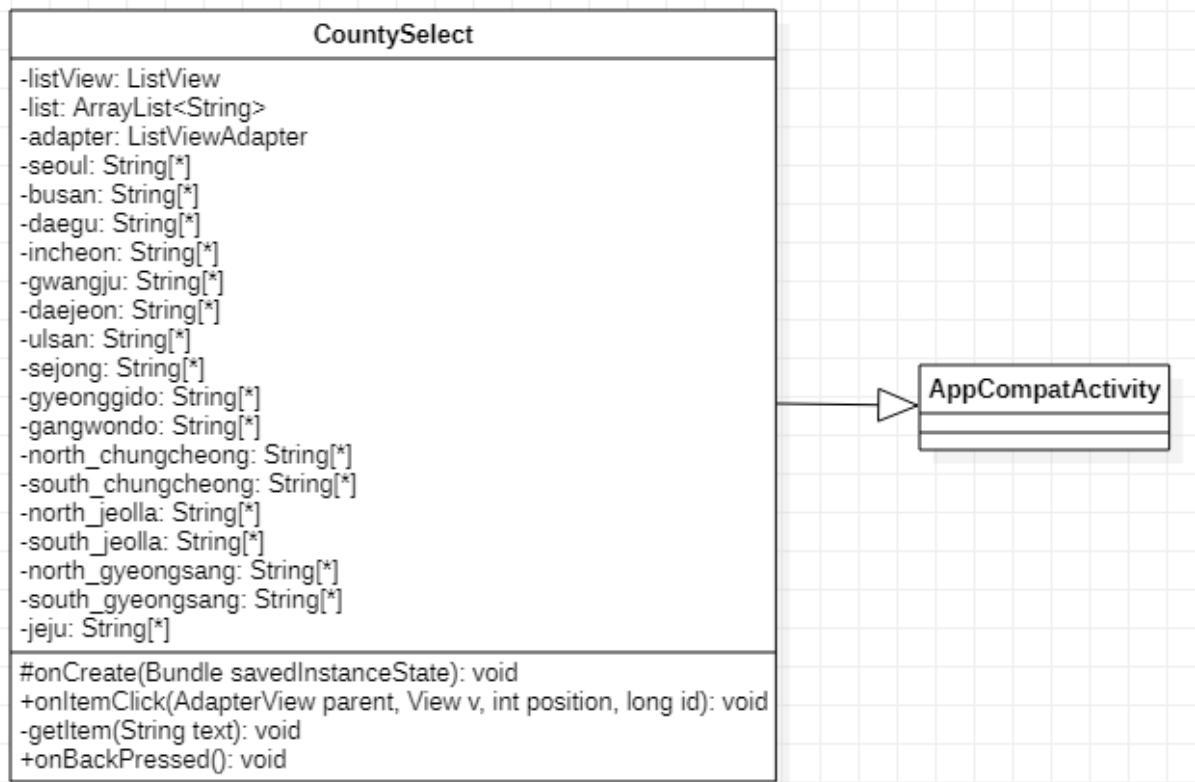 CountySelect
-listView: ListView
-list: ArrayList<String>
-adapter: ListViewAdapter
-seoul: String[*]
-busan: String[*]
-daegu: String[*]
-incheon: String[*]
-gwangju: String[*]
-daejeon: String[*]
-ulsan: String[*]
-sejong: String[*]
-gyeonggido: String[*]
-gangwondo: String[*]
-north_chungcheong: String[*]
-south_chungcheong: String[*]
-north_jeolla: String[*]
-south_jeolla: String[*]
-north_gyeongsang: String[*]
-south_gyeongsang: String[*]
-jeju: String[*]
#onCreate(Bundle savedInstanceState): void
+onItemClick(AdapterView parent, View v, int position, long id): void
-getItem(String text): void
+onBackPressed(): void
AppCompatActivity